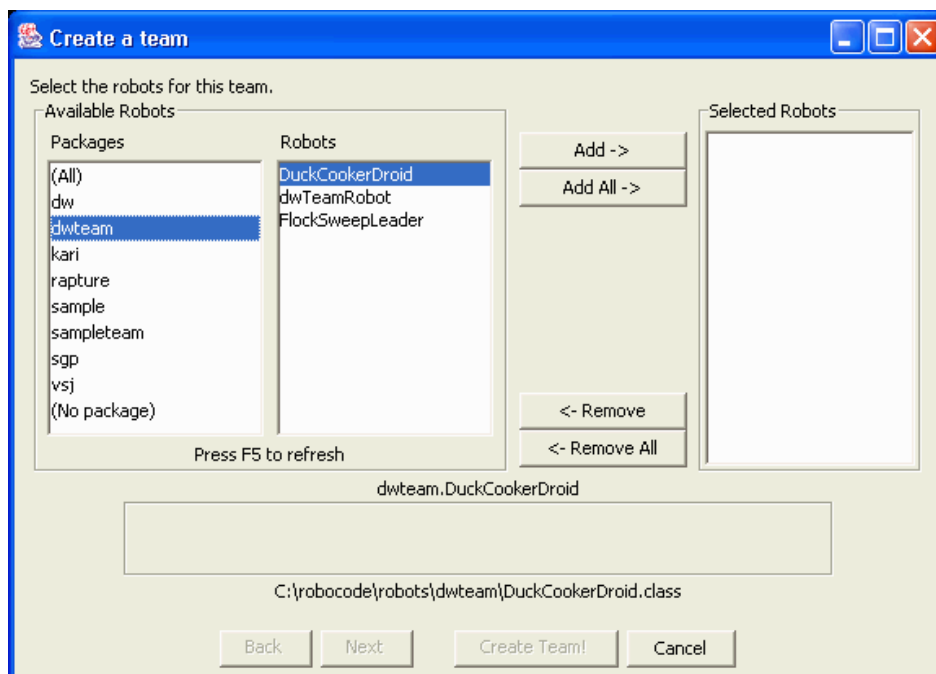 Create a team
Select the robots for this team.
Available Robots
Packages
(All)
dw
dwteam
kari
rapture
sample
sampleteam
sgp
vsj
(No package)
Robots
DuckCookerDroid
dwTeamRobot
FlockSweepLeader
Press F5 to refresh
Add ->
Add All ->
<- Remove
<- Remove All
Selected Robots
dwteam.DuckCookerDroid
C:\robocode\robots\dwteam\DuckCookerDroid.class
Back
Next
Create Team!
Cancel